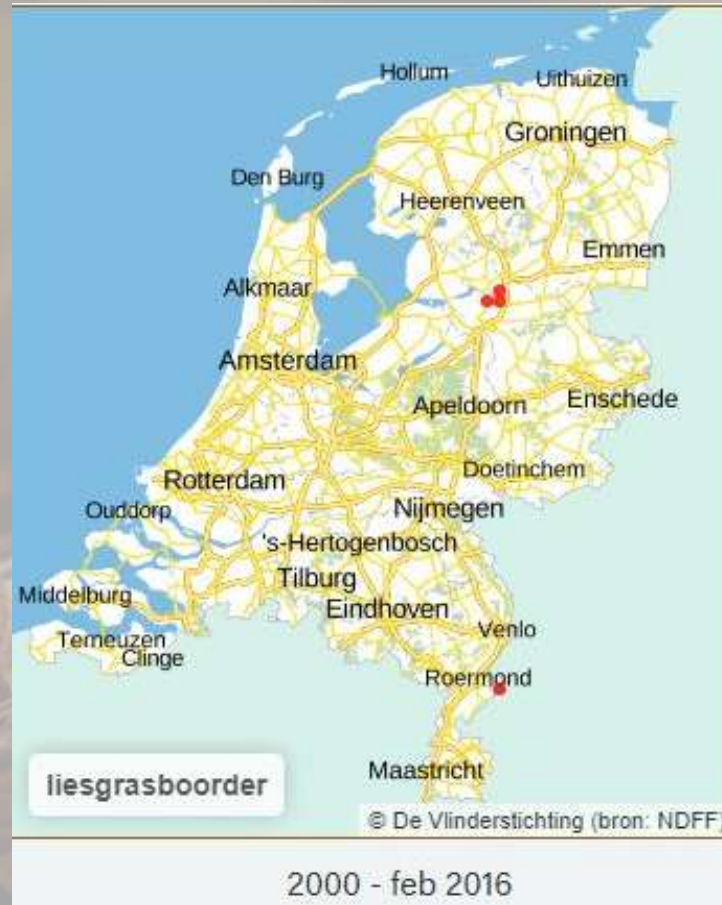 Hollum
Uithuizen
Groningen
Den Burg
Heerenveen
Emmen
Alkmaar
Amsterdam
Apeldoorn
Enschede
Rotterdam
Doetinchem
Ouddorp
Nijmegen
's-Hertogenbosch
Tilburg
Middelburg
Eindhoven
Venlo
Terneuzen
Clinge
Roermond
Maastricht
liesgrasboorder
© De Vlinderstichting (bron: NDFF)
2000 - feb 2016